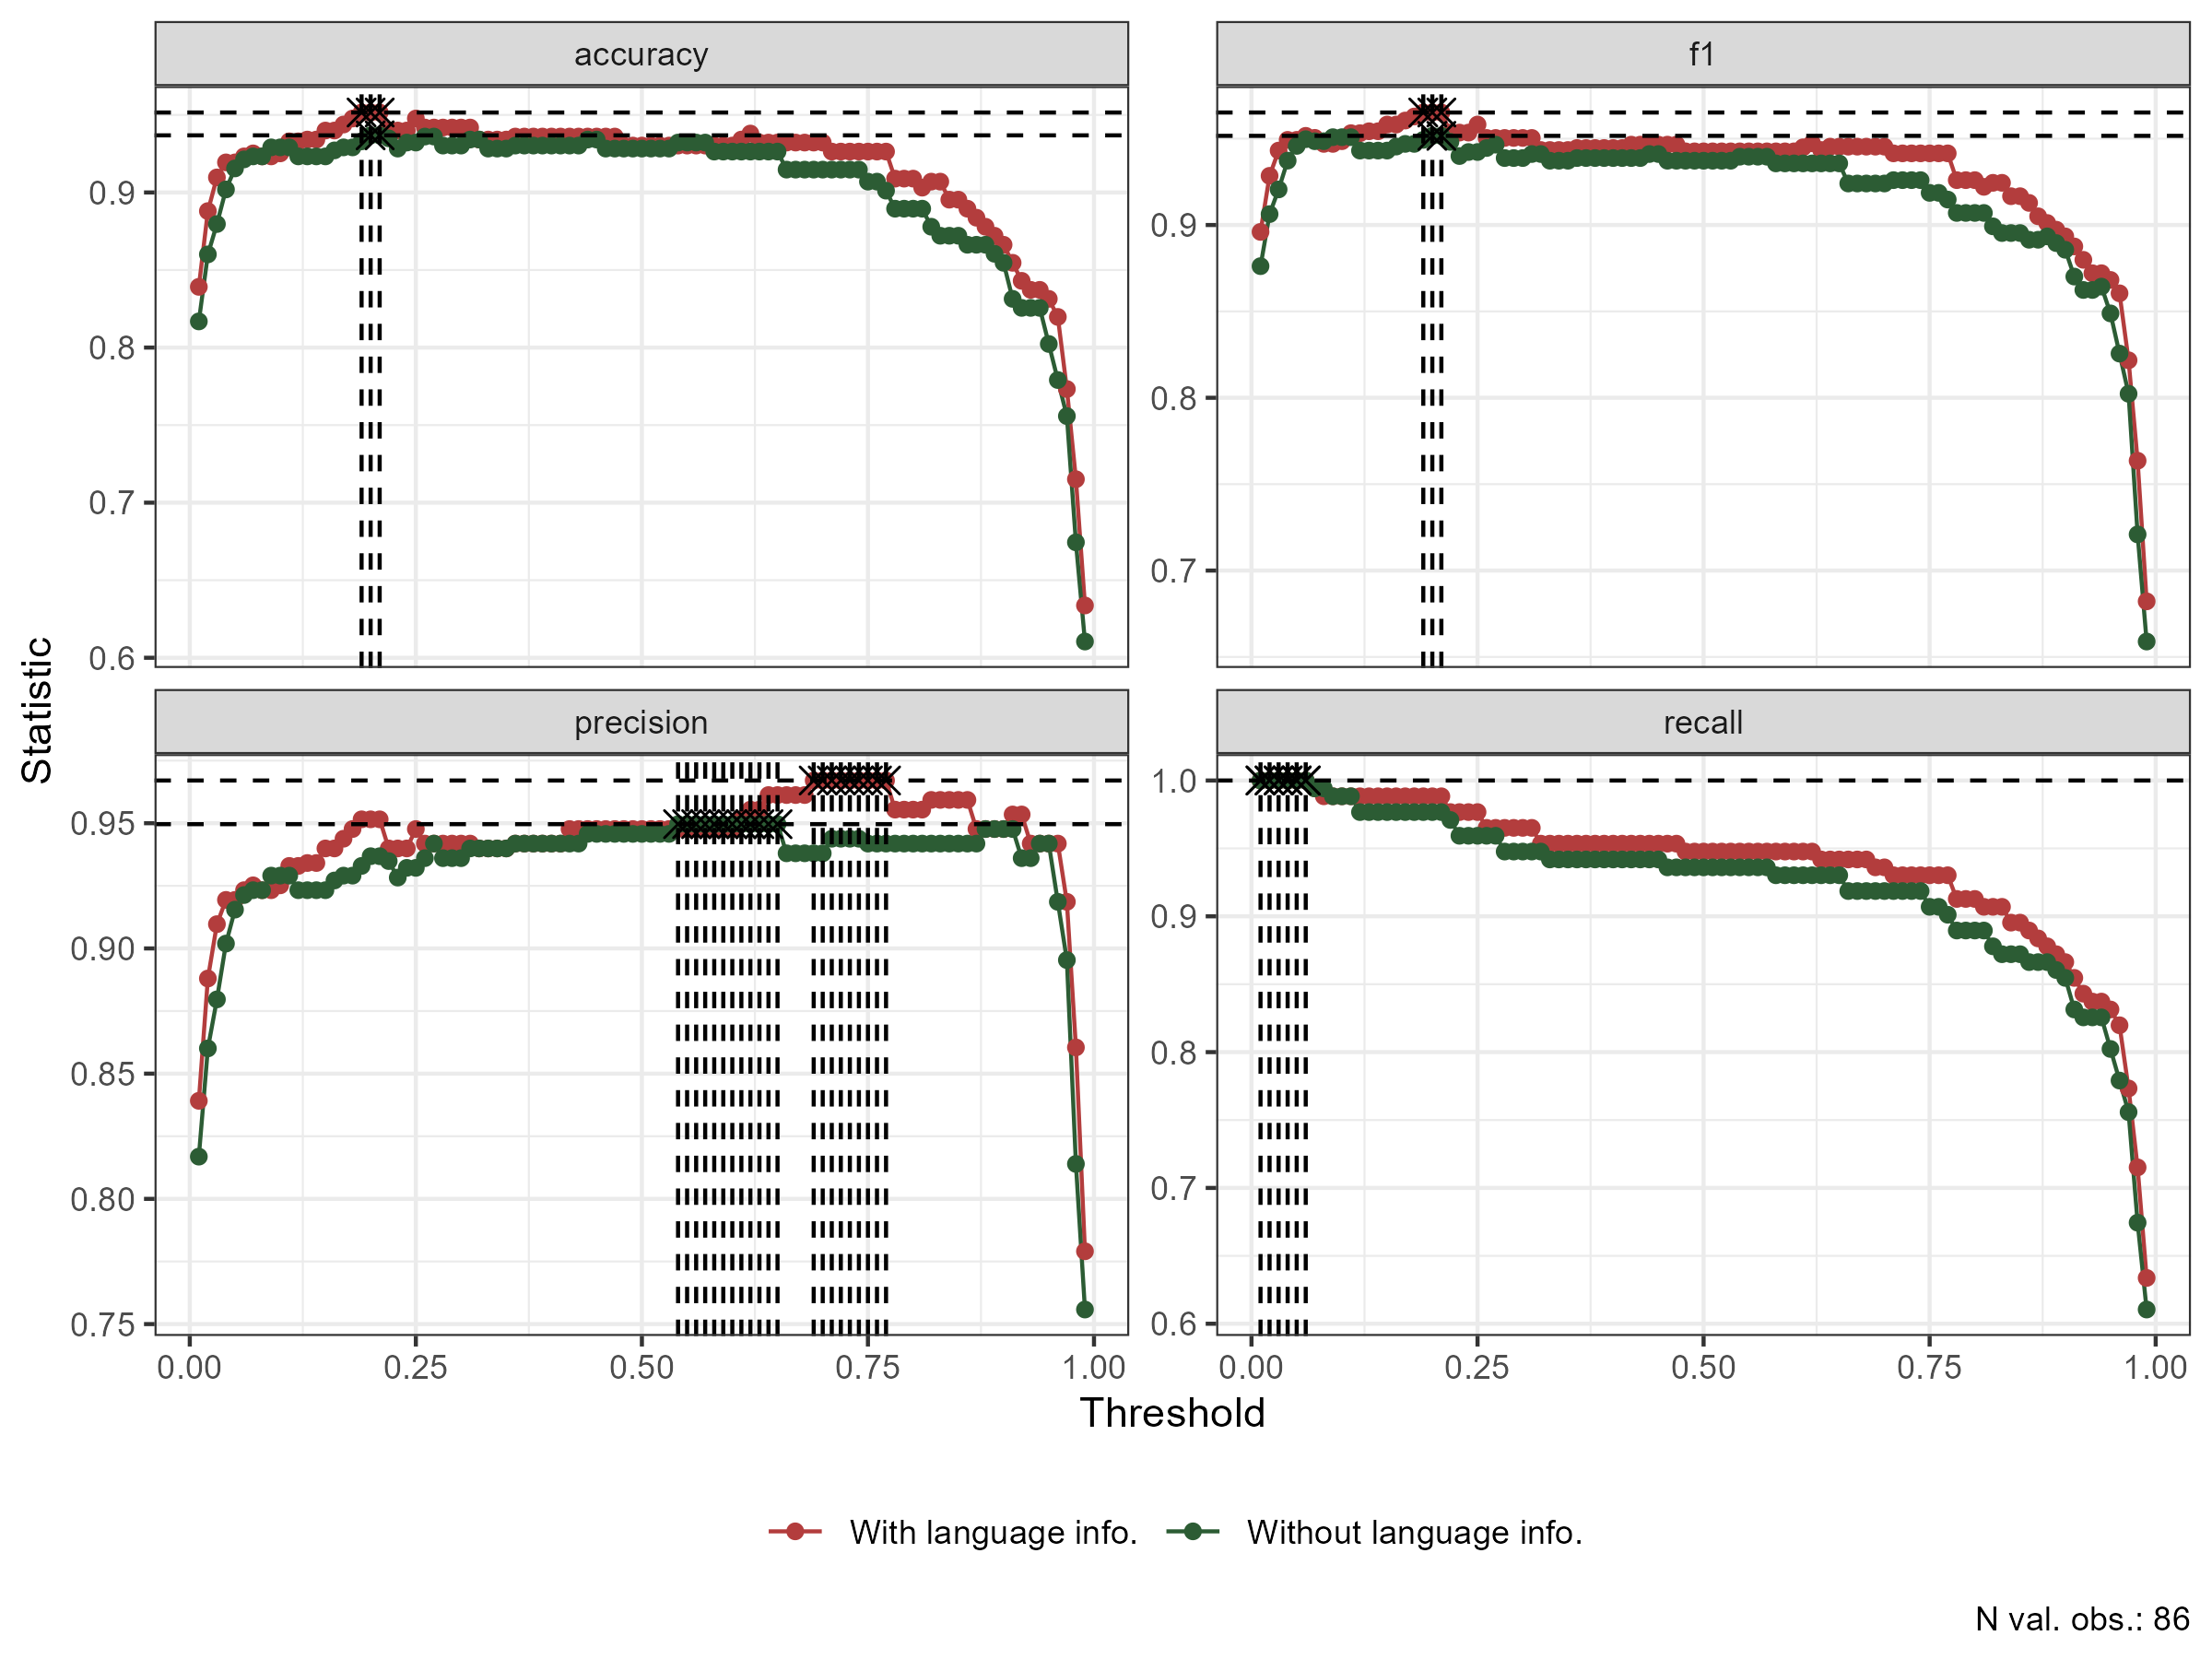 accuracy
f1
0.9
0.8
0.7
0.6
0.9
0.8
0.7
Statistic
precision
recall
0.95
0.90
0.85
0.80
0.75
1.0
0.9
0.8
0.7
0.6
0.00 0.25 0.50 0.75 1.00
0.00 0.25 0.50 0.75 1.00
Threshold
With language info. Without language info.
N val. obs.: 86